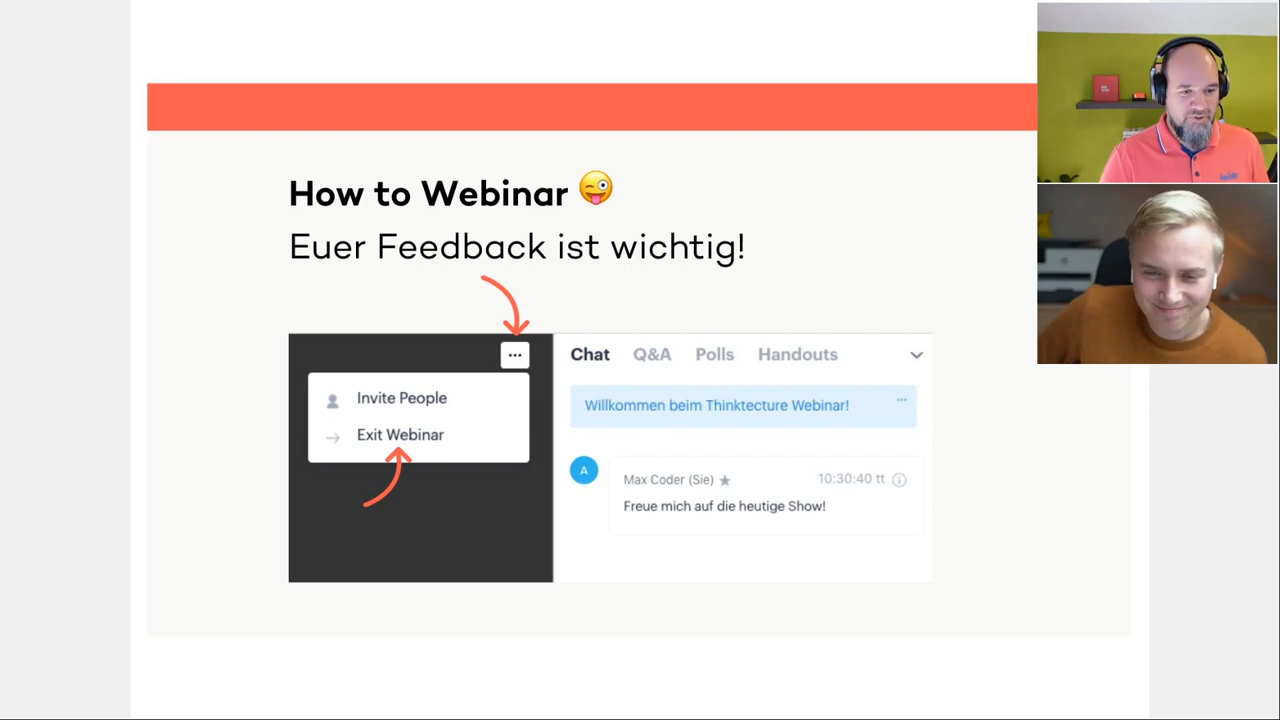 How to Webinar 😜
Euer Feedback ist wichtig!
Invite People
Exit Webinar
Chat Q&A Polls Handouts
Willkommen beim Thinktecture Webinar!
A
Max Coder (Sie) ★ 10:30:40 tt
Freue mich auf die heutige Show!